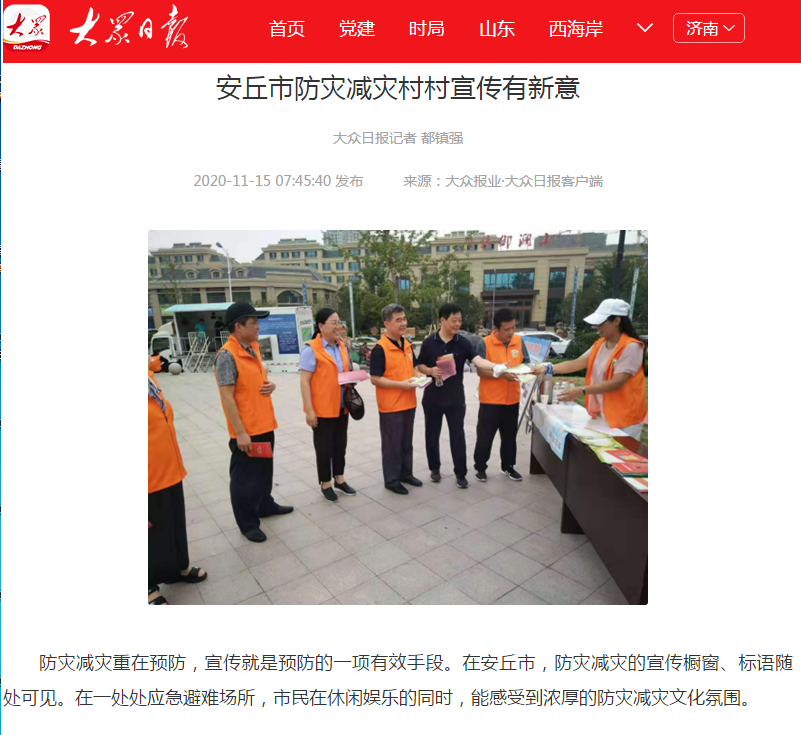 大众
DAZHONG
大众日报
首页 党建 时局 山东 西海岸 济南
安丘市防灾减灾村村宣传有新意
大众日报记者 都镇强
2020-11-15 07:45:40 发布 来源：大众报业·大众日报客户端
防灾减灾重在预防，宣传就是预防的一项有效手段。在安丘市，防灾减灾的宣传橱窗、标语随
处可见。在一处处应急避难场所，市民在休闲娱乐的同时，能感受到浓厚的防灾减灾文化氛围。